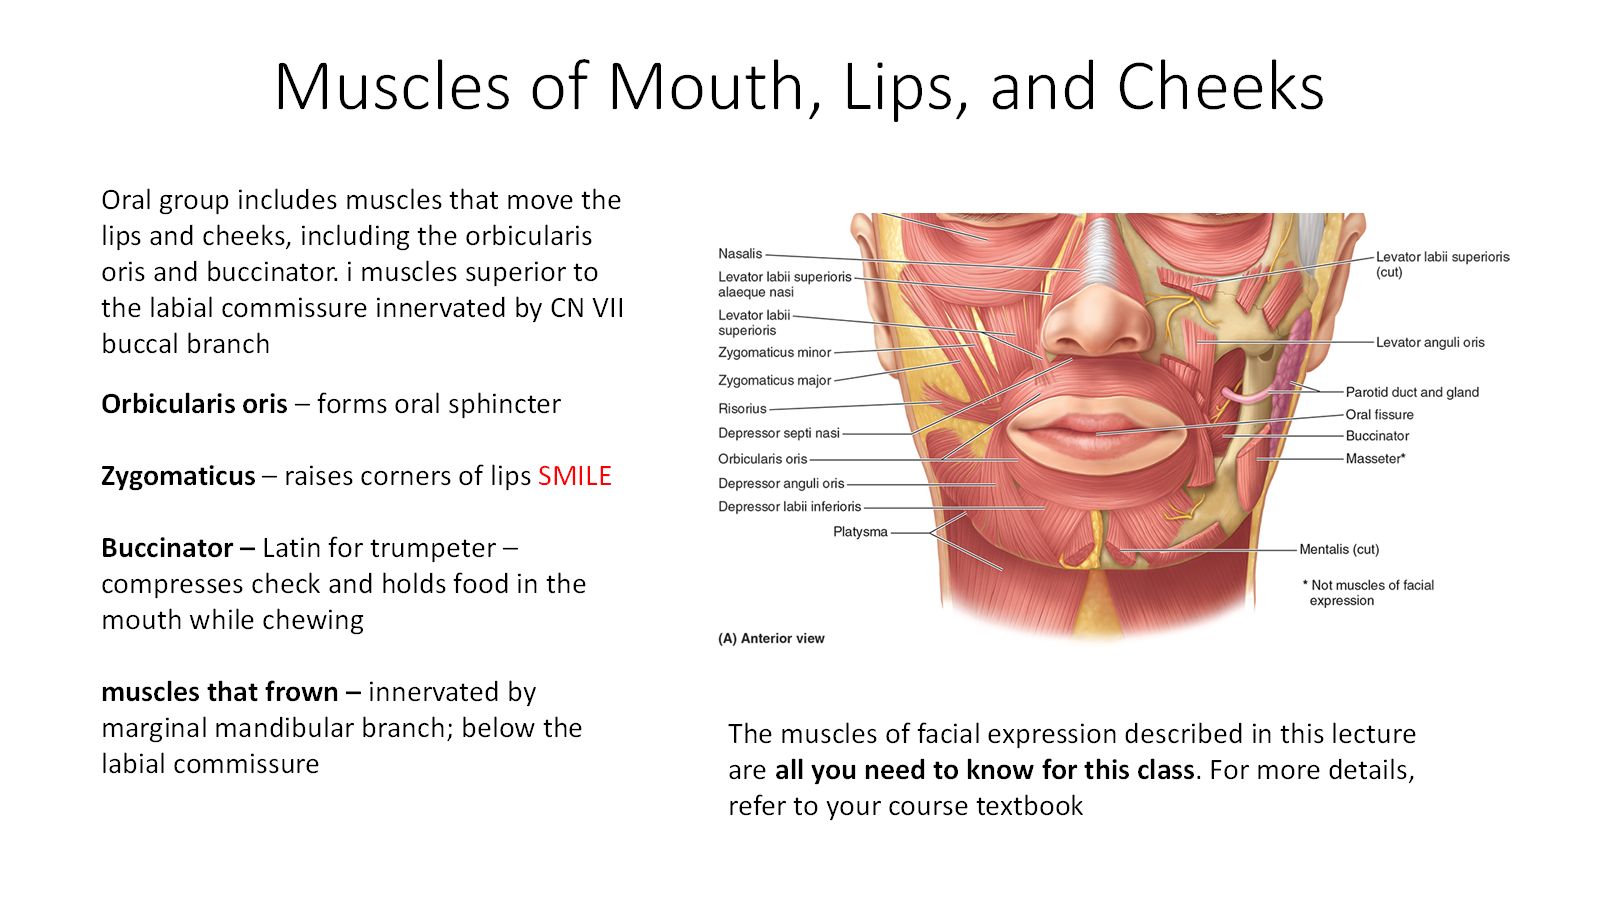 Muscles of Mouth, Lips, and Cheeks
Oral group includes muscles that move the
lips and cheeks, including the orbicularis
oris and buccinator. i muscles superior to
the labial commissure innervated by CN VII
buccal branch
Orbicularis oris – forms oral sphincter
Zygomaticus – raises corners of lips SMILE
Buccinator – Latin for trumpeter –
compresses check and holds food in the
mouth while chewing
muscles that frown – innervated by
marginal mandibular branch; below the
labial commissure
Nasalis
Levator labii superioris
alaeque nasi
Levator labii
superioris
Zygomaticus minor
Zygomaticus major
Risorius
Depressor septi nasi
Orbicularis oris
Depressor anguli oris
Depressor labii inferioris
Platysma
(A) Anterior view
Levator labii superioris
(cut)
Levator anguli oris
Parotid duct and gland
Oral fissure
Buccinator
Masseter*
Mentalis (cut)
* Not muscles of facial
expression
The muscles of facial expression described in this lecture
are all you need to know for this class. For more details,
refer to your course textbook